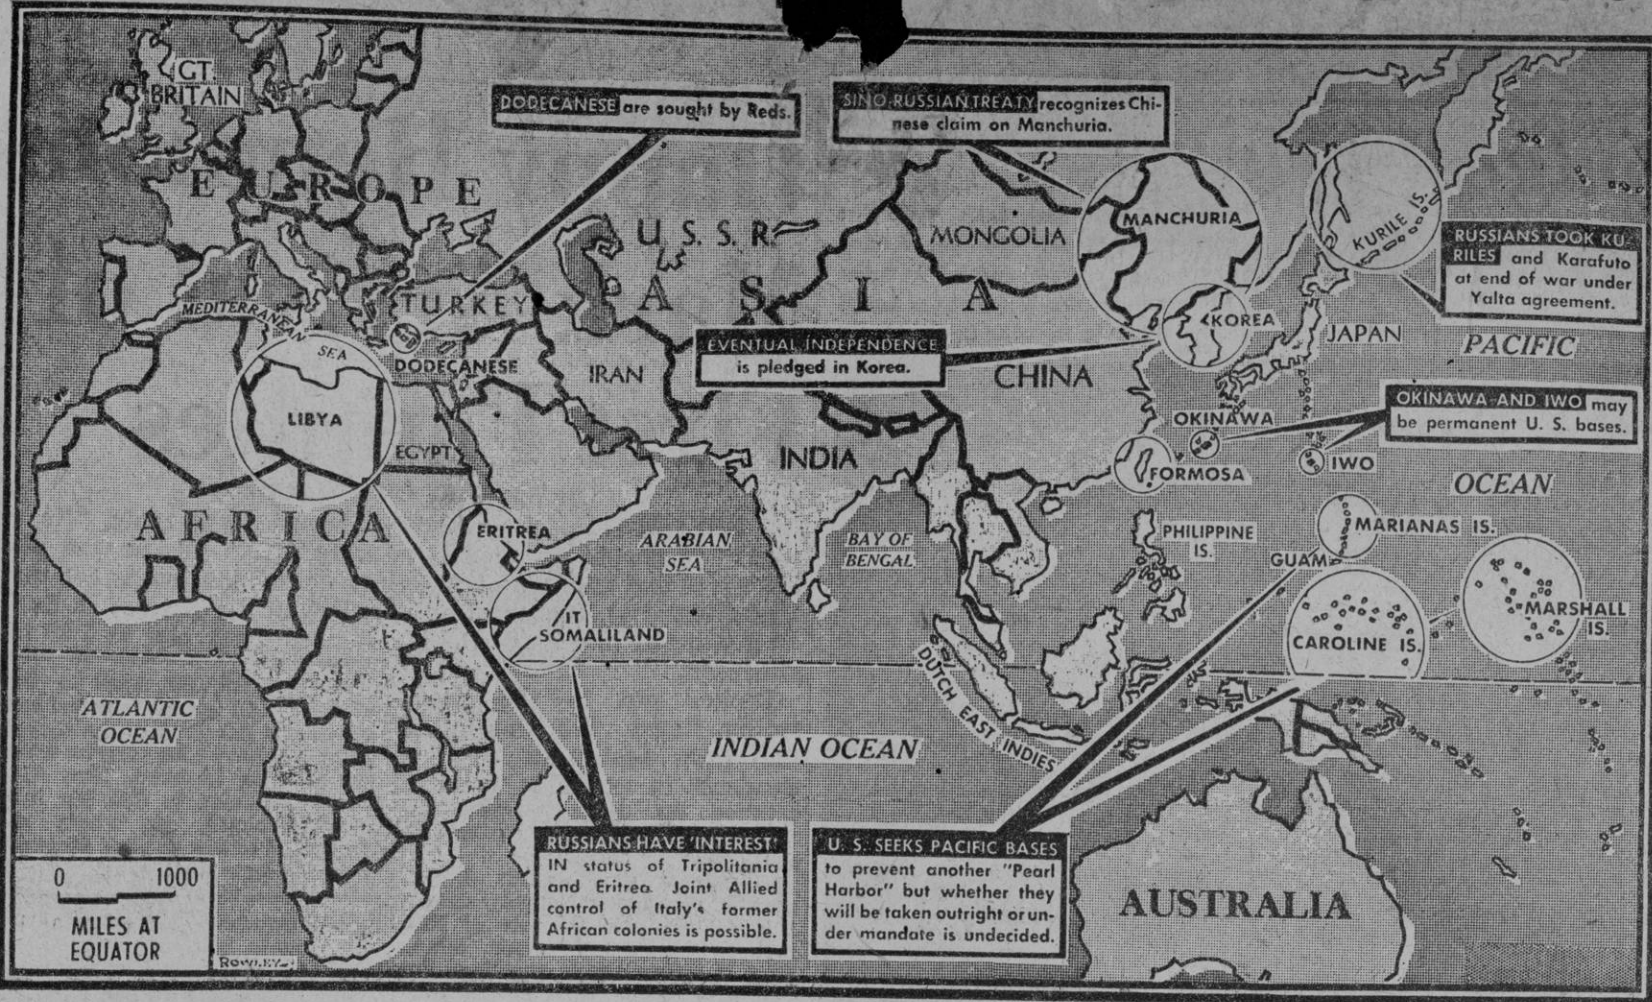 GT.
BRITAIN
DODECANESE are sought by Reds.
SINO-RUSSIAN TREATY recognizes Chi-
nese claim on Manchuria.
EUROPE
U. S. S. R.
ASIA
MONGOLIA
MANCHURIA
KURILE IS.
RUSSIANS TOOK KU-
RILES and Karafuto
at end of war under
Yalta agreement.
MEDITERRANEAN
SEA
TURKEY
DODECANESE
IRAN
EVENTUAL INDEPENDENCE
is pledged in Korea.
KOREA
JAPAN
PACIFIC
CHINA
LIBYA
EGYPT
INDIA
OKINAWA
OKINAWA AND IWO may
be permanent U. S. bases.
FORMOSA
IWO
OCEAN
AFRICA
ERITREA
ARABIAN
SEA
BAY OF
BENGAL
PHILIPPINE
IS.
MARIANAS IS.
GUAM
IT
SOMALILAND
CAROLINE IS.
MARSHALL
IS.
DUTCH EAST INDIES
ATLANTIC
OCEAN
INDIAN OCEAN
RUSSIANS HAVE 'INTEREST'
IN status of Tripolitania
and Eritrea. Joint Allied
control of Italy's former
African colonies is possible.
U. S. SEEKS PACIFIC BASES
to prevent another "Pearl
Harbor" but whether they
will be taken outright or un-
der mandate is undecided.
AUSTRALIA
0 1000
MILES AT
EQUATOR
ROWLEY